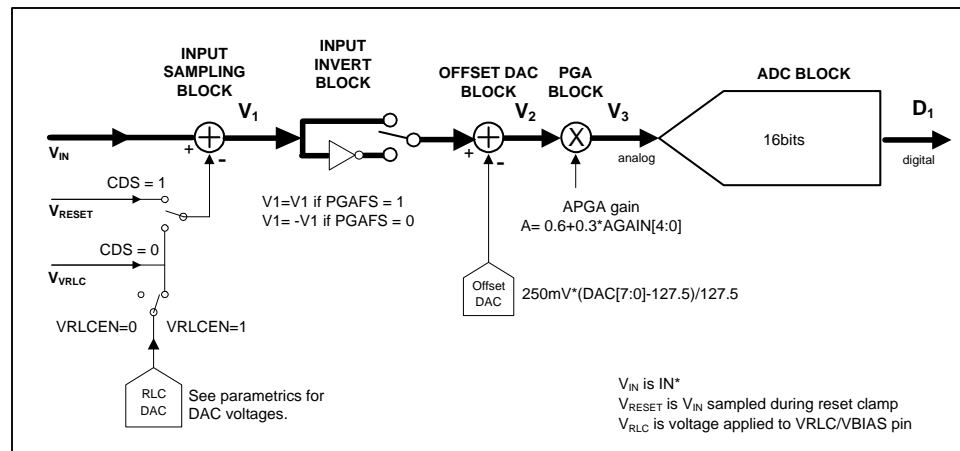 INPUT
SAMPLING
BLOCK
INPUT
INVERT
BLOCK
OFFSET DAC
BLOCK
PGA
BLOCK
ADC BLOCK
V1
V2
V3
D1
VIN
+
+
-
+
+
-
X
analog
16bits
digital
CDS = 1
VRESET
CDS = 0
VVRLC
VRLCEN=0
VRLCEN=1
V1=V1 if PGAFS = 1
V1= -V1 if PGAFS = 0
APGA gain
A= 0.6+0.3*AGAIN[4:0]
Offset
DAC
250mV*(DAC[7:0]-127.5)/127.5
RLC
DAC
See parametrics for
DAC voltages.
VIN is IN*
VRESET is VIN sampled during reset clamp
VRLC is voltage applied to VRLC/VBIAS pin